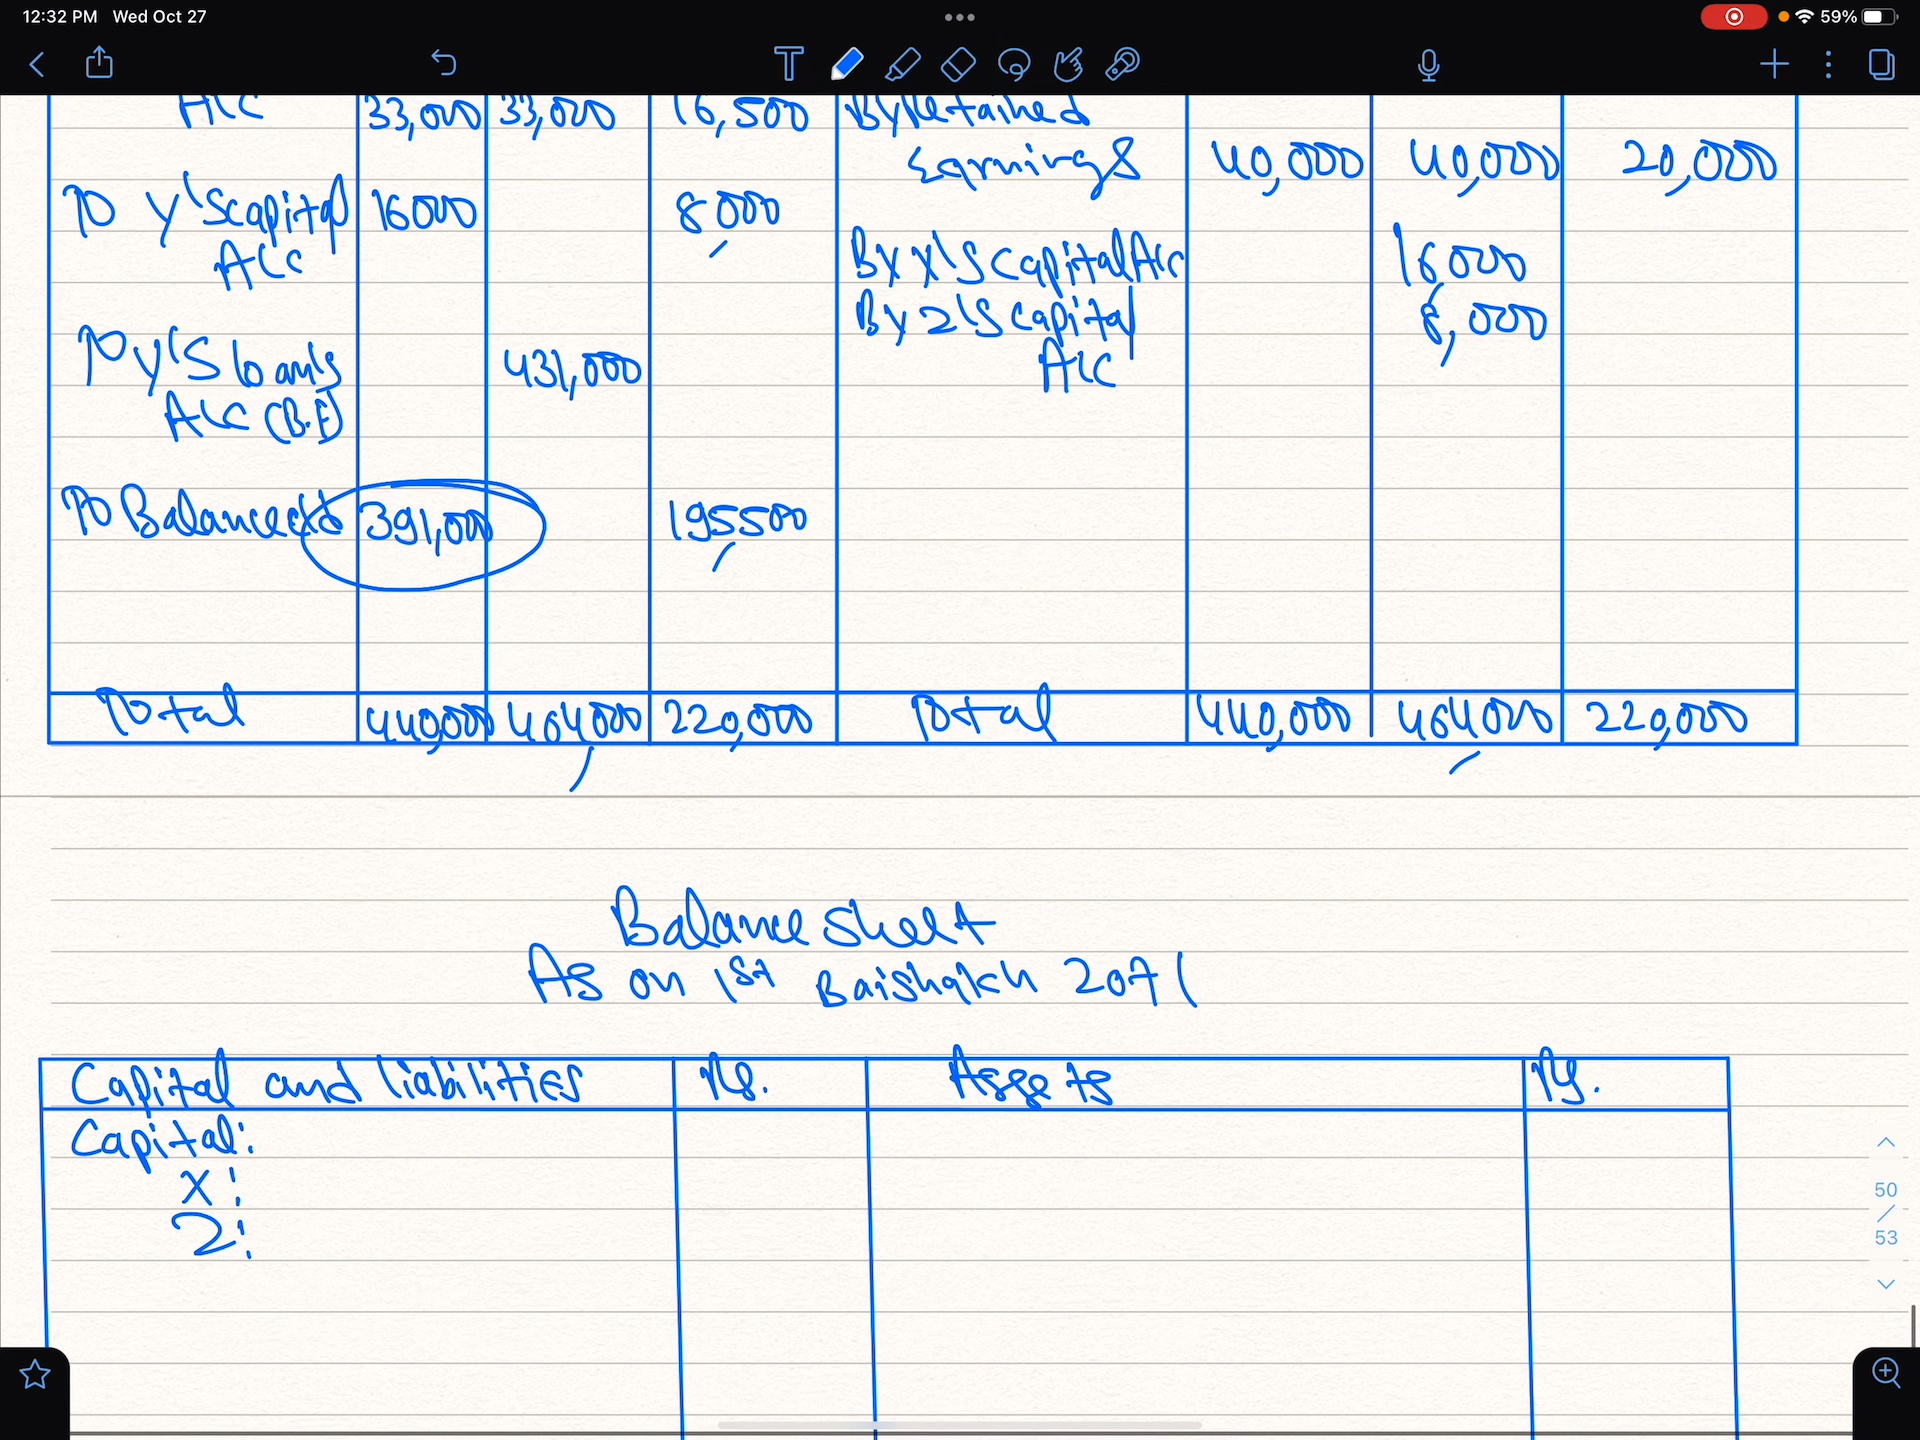 12:32 PM Wed Oct 27
59%
A/C 33,000 33,000 16,500 By Retained
Earnings 40,000 40,000 20,000
To Y's capital 16000 8000
A/C
By X's capital A/c 16000
By Z's capital 8,000
A/C
To Y's loan's 431,000
A/C (B.F)
To Balance c/d 391,000 195500
Total 440,000 464000 220,000 Total 440,000 464000 220,000
Balance Sheet
As on 1st Baishakh 2071
Capital and liabilities Rs. Assets Rs.
Capital:
X:
Z:
50
/
53